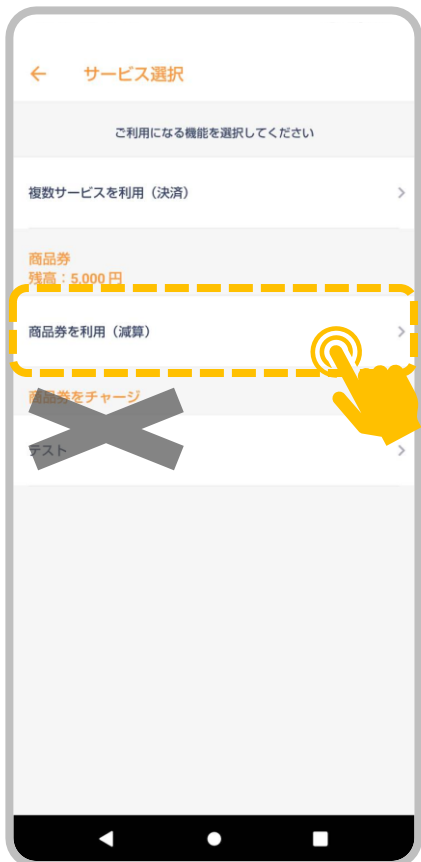 サービス選択
ご利用になる機能を選択してください
複数サービスを利用（決済）
商品券
残高：5,000 円
商品券を利用（減算）
商品券をチャージ
テスト